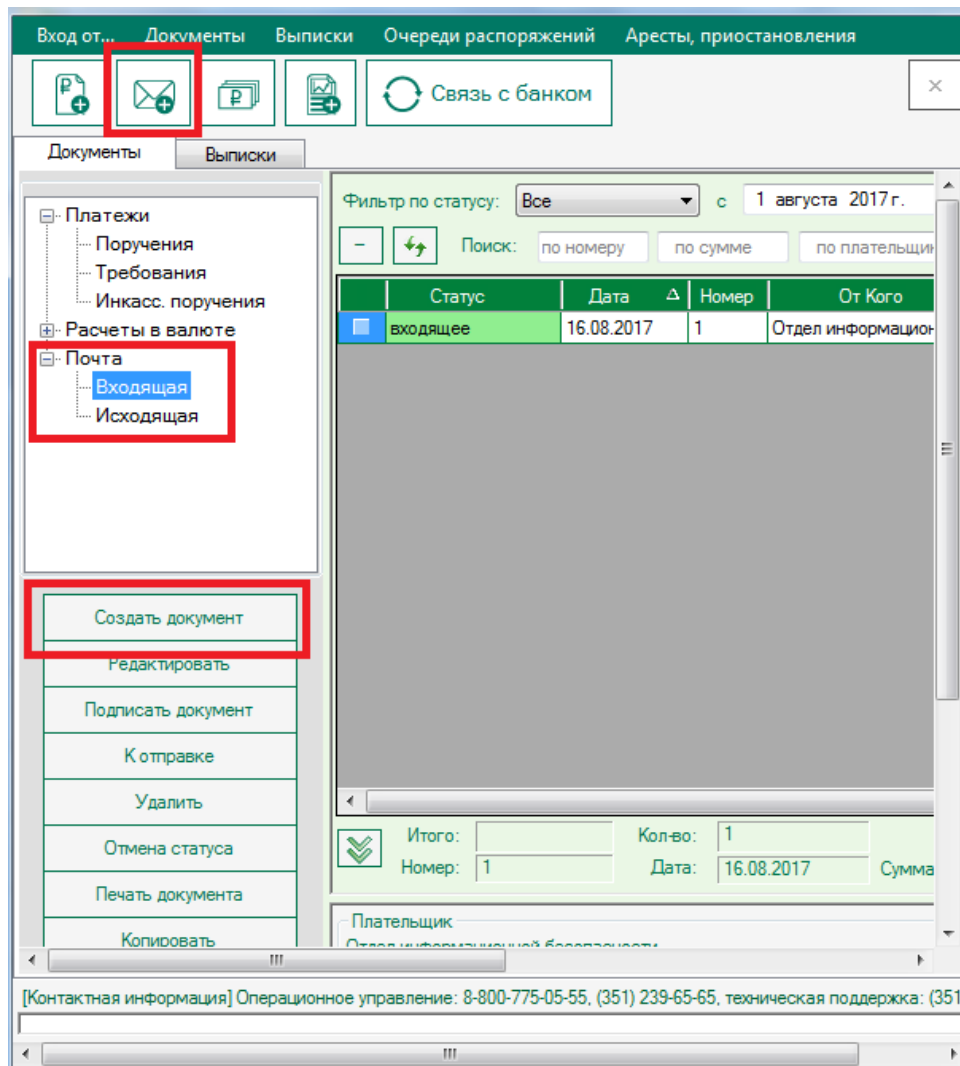 Вход от... Документы Выписки Очереди распоряжений Аресты, приостановления
Связь с банком
Документы Выписки
Платежи
Поручения
Требования
Инкасс. поручения
Расчеты в валюте
Почта
Входящая
Исходящая
Создать документ
Редактировать
Подписать документ
К отправке
Удалить
Отмена статуса
Печать документа
Копировать
Фильтр по статусу: Все с 1 августа 2017 г.
Поиск: по номеру по сумме по плательщик
Статус Дата Номер От Кого
входящее 16.08.2017 1 Отдел информацион
Итого: Кол-во: 1
Номер: 1 Дата: 16.08.2017 Сумма
Плательщик
Отдел информационной безопасности
[Контактная информация] Операционное управление: 8-800-775-05-55, (351) 239-65-65, техническая поддержка: (351